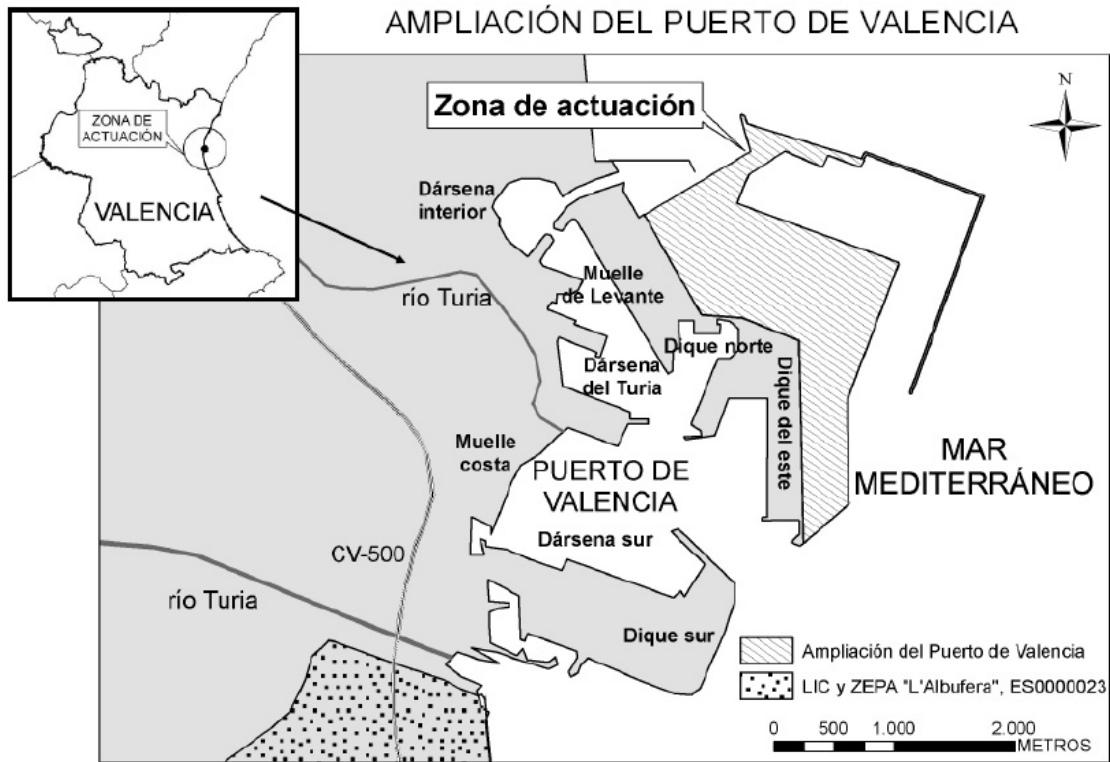 AMPLIACIÓN DEL PUERTO DE VALENCIA
ZONA DE
ACTUACIÓN
VALENCIA
Zona de actuación
N
Dársena
interior
río Turia
Muelle
de Levante
Dique norte
Dársena
del Turia
Dique del este
Muelle
costa
PUERTO DE
VALENCIA
MAR
MEDITERRÁNEO
Dársena sur
CV-500
río Turia
Dique sur
Ampliación del Puerto de Valencia
LIC y ZEPA "L'Albufera", ES0000023
0 500 1.000 2.000
METROS